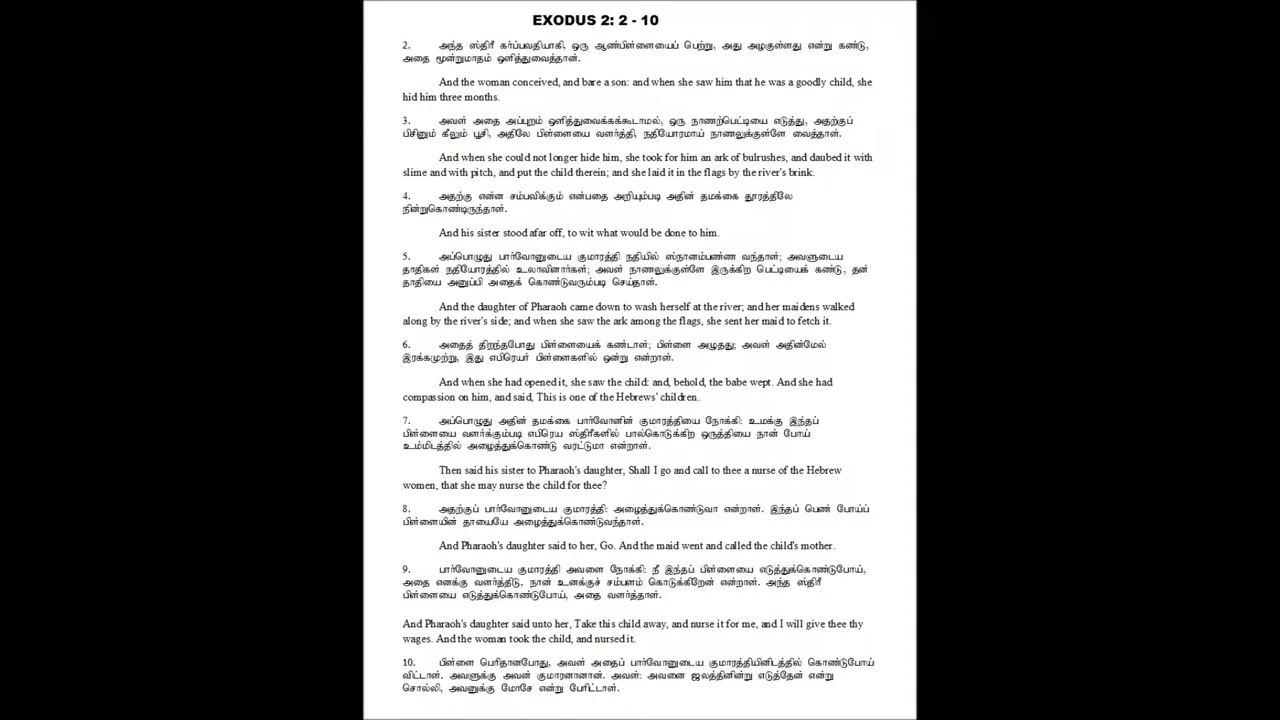 EXODUS 2: 2 - 10
2. அந்த ஸ்திரீ கர்ப்பவதியாகி, ஒரு ஆண்பிள்ளையைப் பெற்று, அது அழகுள்ளது என்று கண்டு,
அதை மூன்றுமாதம் ஒளித்துவைத்தாள்.
And the woman conceived, and bare a son: and when she saw him that he was a goodly child, she
hid him three months.
3. அவள் அதை அப்புறம் ஒளித்துவைக்கக்கூடாமல், ஒரு நாணற்பெட்டியை எடுத்து, அதற்குப்
பிசினும் கீலும் பூசி, அதிலே பிள்ளையை வளர்த்தி, நதியோரமாய் நாணலுக்குள்ளே வைத்தாள்.
And when she could not longer hide him, she took for him an ark of bulrushes, and daubed it with
slime and with pitch, and put the child therein; and she laid it in the flags by the river's brink.
4. அதற்கு என்ன சம்பவிக்கும் என்பதை அறியும்படி அதின் தமக்கை தூரத்திலே
நின்றுகொண்டிருந்தாள்.
And his sister stood afar off, to wit what would be done to him.
5. அப்பொழுது பார்வோனுடைய குமாரத்தி நதியில் ஸ்நானம்பண்ண வந்தாள்; அவளுடைய
தாதிகள் நதியோரத்தில் உலாவினார்கள்; அவள் நாணலுக்குள்ளே இருக்கிற பெட்டியைக் கண்டு, தன்
தாதியை அனுப்பி அதைக் கொண்டுவரும்படி செய்தாள்.
And the daughter of Pharaoh came down to wash herself at the river; and her maidens walked
along by the river's side; and when she saw the ark among the flags, she sent her maid to fetch it.
6. அதைத் திறந்தபோது பிள்ளையைக் கண்டாள்; பிள்ளை அழுதது; அவள் அதின்மேல்
இரக்கமுற்று, இது எபிரெயர் பிள்ளைகளில் ஒன்று என்றாள்.
And when she had opened it, she saw the child: and, behold, the babe wept. And she had
compassion on him, and said, This is one of the Hebrews' children.
7. அப்பொழுது அதின் தமக்கை பார்வோனின் குமாரத்தியை நோக்கி: உமக்கு இந்தப்
பிள்ளையை வளர்க்கும்படி எபிரெய ஸ்திரீகளில் பால்கொடுக்கிற ஒருத்தியை நான் போய்
உம்மிடத்தில் அழைத்துக்கொண்டு வரட்டுமா என்றாள்.
Then said his sister to Pharaoh's daughter, Shall I go and call to thee a nurse of the Hebrew
women, that she may nurse the child for thee?
8. அதற்குப் பார்வோனுடைய குமாரத்தி: அழைத்துக்கொண்டுவா என்றாள். இந்தப் பெண் போய்ப்
பிள்ளையின் தாயையே அழைத்துக்கொண்டுவந்தாள்.
And Pharaoh's daughter said to her, Go. And the maid went and called the child's mother.
9. பார்வோனுடைய குமாரத்தி அவளை நோக்கி: நீ இந்தப் பிள்ளையை எடுத்துக்கொண்டுபோய்,
அதை எனக்கு வளர்த்திடு, நான் உனக்குச் சம்பளம் கொடுக்கிறேன் என்றாள். அந்த ஸ்திரீ
பிள்ளையை எடுத்துக்கொண்டுபோய், அதை வளர்த்தாள்.
And Pharaoh's daughter said unto her, Take this child away, and nurse it for me, and I will give thee thy
wages. And the woman took the child, and nursed it.
10. பிள்ளை பெரிதானபோது, அவள் அதைப் பார்வோனுடைய குமாரத்தியினிடத்தில் கொண்டுபோய்
விட்டாள். அவளுக்கு அவன் குமாரனானான். அவள்: அவனை ஜலத்தினின்று எடுத்தேன் என்று
சொல்லி, அவனுக்கு மோசே என்று பேரிட்டாள்.